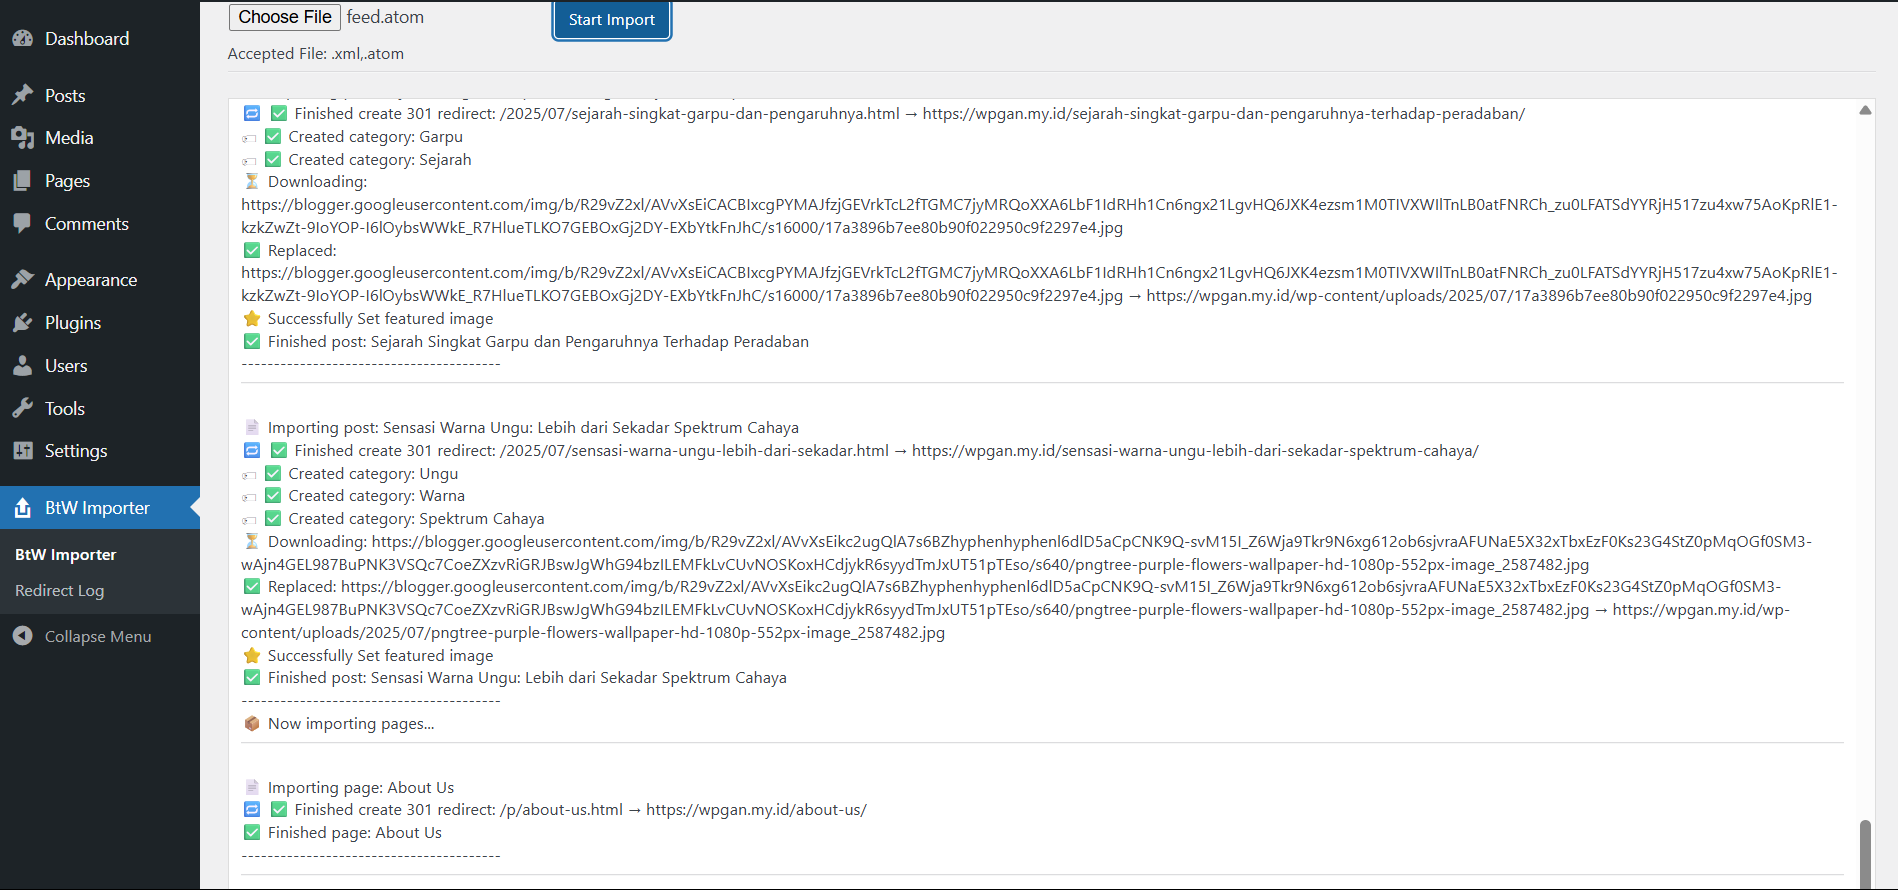 Dashboard
Posts
Media
Pages
Comments
Appearance
Plugins
Users
Tools
Settings
BtW Importer
BtW Importer
Redirect Log
Collapse Menu
Choose File feed.atom
Start Import
Accepted File: .xml,.atom
Finished create 301 redirect: /2025/07/sejarah-singkat-garpu-dan-pengaruhnya.html → https://wpgan.my.id/sejarah-singkat-garpu-dan-pengaruhnya-terhadap-peradaban/
Created category: Garpu
Created category: Sejarah
Downloading:
https://blogger.googleusercontent.com/img/b/R29vZ2xl/AVvXsEiCACBIxcgPYMAJfzjGEVrkTcL2fTGMC7jyMRQoXXA6LbF1IdRHh1Cn6ngx21LgvHQ6JXK4ezsm1M0TIVXWIlTnLB0atFNRCh_zu0LFATSdYYRjH517zu4xw75AoKpRlE1-
kzkZwZt-9IoYOP-I6lOybsWWkE_R7HlueTLKO7GEBOxGj2DY-EXbYtkFnJhC/s16000/17a3896b7ee80b90f022950c9f2297e4.jpg
Replaced:
https://blogger.googleusercontent.com/img/b/R29vZ2xl/AVvXsEiCACBIxcgPYMAJfzjGEVrkTcL2fTGMC7jyMRQoXXA6LbF1IdRHh1Cn6ngx21LgvHQ6JXK4ezsm1M0TIVXWIlTnLB0atFNRCh_zu0LFATSdYYRjH517zu4xw75AoKpRlE1-
kzkZwZt-9IoYOP-I6lOybsWWkE_R7HlueTLKO7GEBOxGj2DY-EXbYtkFnJhC/s16000/17a3896b7ee80b90f022950c9f2297e4.jpg → https://wpgan.my.id/wp-content/uploads/2025/07/17a3896b7ee80b90f022950c9f2297e4.jpg
Successfully Set featured image
Finished post: Sejarah Singkat Garpu dan Pengaruhnya Terhadap Peradaban
----------------------------------------
Importing post: Sensasi Warna Ungu: Lebih dari Sekadar Spektrum Cahaya
Finished create 301 redirect: /2025/07/sensasi-warna-ungu-lebih-dari-sekadar.html → https://wpgan.my.id/sensasi-warna-ungu-lebih-dari-sekadar-spektrum-cahaya/
Created category: Ungu
Created category: Warna
Created category: Spektrum Cahaya
Downloading: https://blogger.googleusercontent.com/img/b/R29vZ2xl/AVvXsEikc2ugQlA7s6BZhyphenhyphenl6dlD5aCpCNK9Q-svM15I_Z6Wja9Tkr9N6xg612ob6sjvraAFUNaE5X32xTbxEzF0Ks23G4StZ0pMqOGf0SM3-
wAjn4GEL987BuPNK3VSQc7CoeZXzvRiGRJBswJgWhG94bzILEMFkLvCUvNOSKoxHCdjykR6syydTmJxUT51pTEso/s640/pngtree-purple-flowers-wallpaper-hd-1080p-552px-image_2587482.jpg
Replaced: https://blogger.googleusercontent.com/img/b/R29vZ2xl/AVvXsEikc2ugQlA7s6BZhyphenhyphenl6dlD5aCpCNK9Q-svM15I_Z6Wja9Tkr9N6xg612ob6sjvraAFUNaE5X32xTbxEzF0Ks23G4StZ0pMqOGf0SM3-
wAjn4GEL987BuPNK3VSQc7CoeZXzvRiGRJBswJgWhG94bzILEMFkLvCUvNOSKoxHCdjykR6syydTmJxUT51pTEso/s640/pngtree-purple-flowers-wallpaper-hd-1080p-552px-image_2587482.jpg → https://wpgan.my.id/wp-
content/uploads/2025/07/pngtree-purple-flowers-wallpaper-hd-1080p-552px-image_2587482.jpg
Successfully Set featured image
Finished post: Sensasi Warna Ungu: Lebih dari Sekadar Spektrum Cahaya
----------------------------------------
Now importing pages...
Importing page: About Us
Finished create 301 redirect: /p/about-us.html → https://wpgan.my.id/about-us/
Finished page: About Us
----------------------------------------